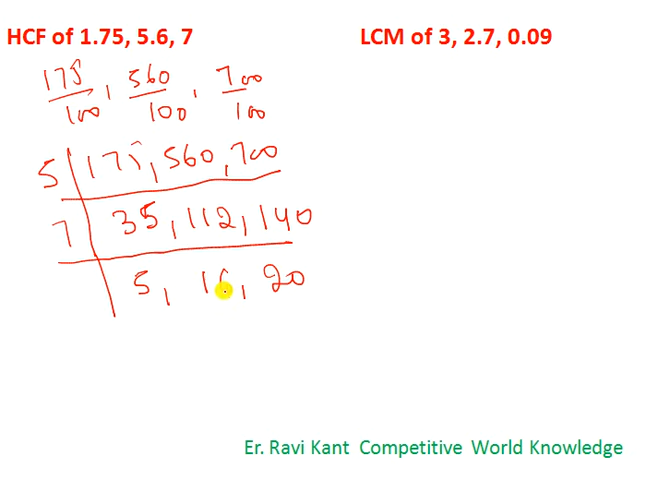 HCF of 1.75, 5.6, 7
175/100, 560/100, 700/100
5 | 175, 560, 700
7 | 35, 112, 140
5, 16, 20
LCM of 3, 2.7, 0.09
Er. Ravi Kant Competitive World Knowledge